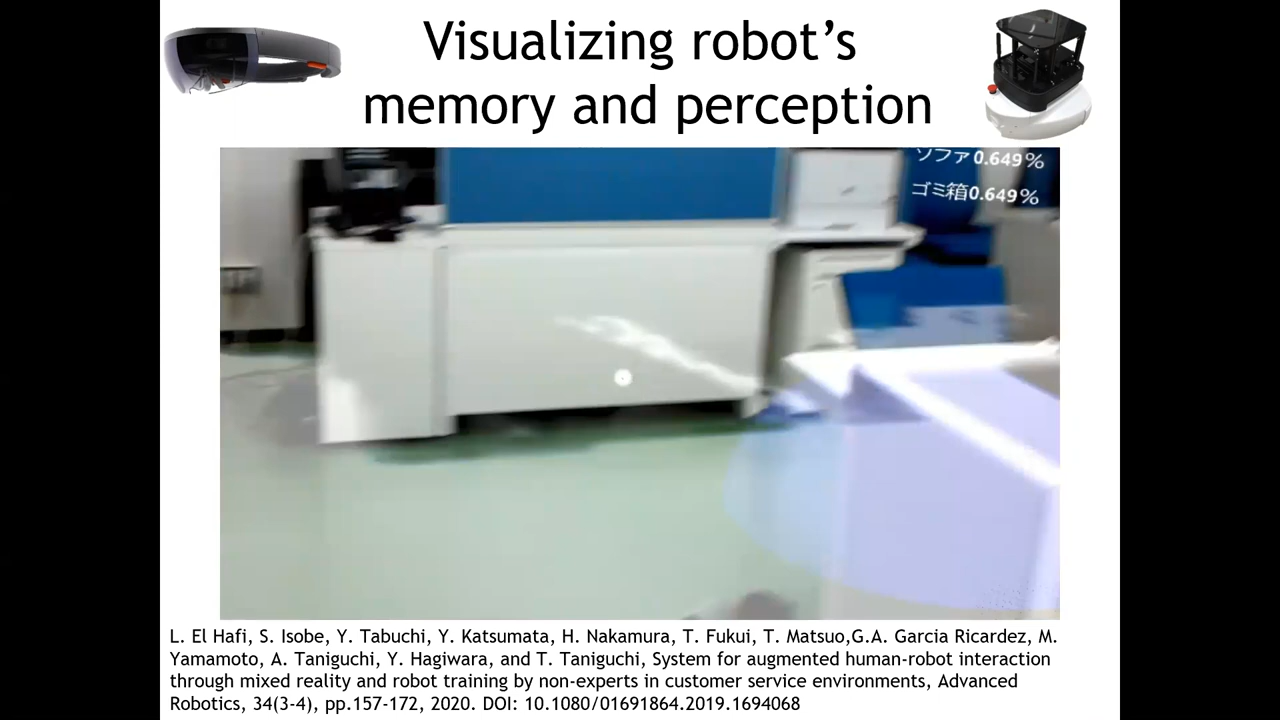 Visualizing robot's
memory and perception
ソファ0.649%
ゴミ箱0.649%
L. El Hafi, S. Isobe, Y. Tabuchi, Y. Katsumata, H. Nakamura, T. Fukui, T. Matsuo,G.A. Garcia Ricardez, M.
Yamamoto, A. Taniguchi, Y. Hagiwara, and T. Taniguchi, System for augmented human-robot interaction
through mixed reality and robot training by non-experts in customer service environments, Advanced
Robotics, 34(3-4), pp.157-172, 2020. DOI: 10.1080/01691864.2019.1694068